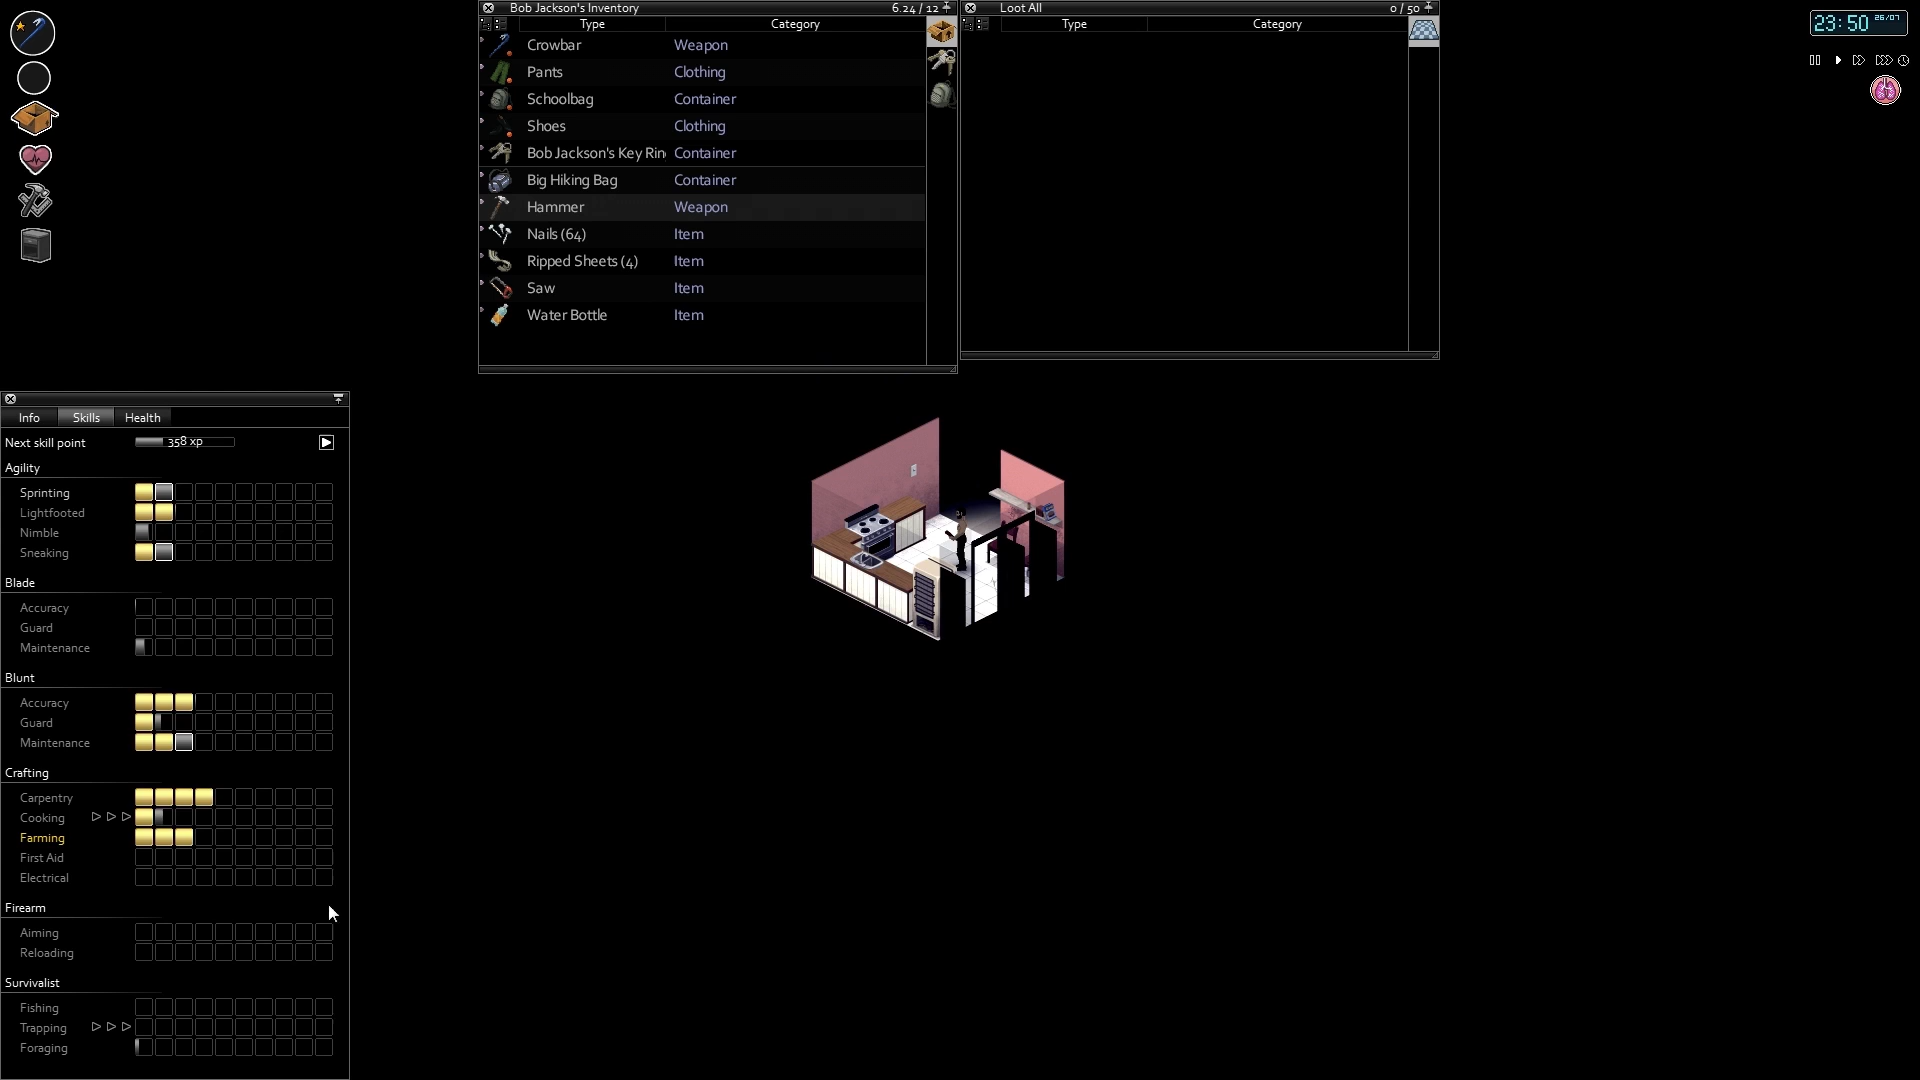 Bob Jackson's Inventory 6.24 / 12
Type Category
Crowbar Weapon
Pants Clothing
Schoolbag Container
Shoes Clothing
Bob Jackson's Key Rin Container
Big Hiking Bag Container
Hammer Weapon
Nails (64) Item
Ripped Sheets (4) Item
Saw Item
Water Bottle Item
Loot All 0 / 50
Type Category
23:50 26/07
Info Skills Health
Next skill point 358 xp
Agility
Sprinting
Lightfooted
Nimble
Sneaking
Blade
Accuracy
Guard
Maintenance
Blunt
Accuracy
Guard
Maintenance
Crafting
Carpentry
Cooking
Farming
First Aid
Electrical
Firearm
Aiming
Reloading
Survivalist
Fishing
Trapping
Foraging